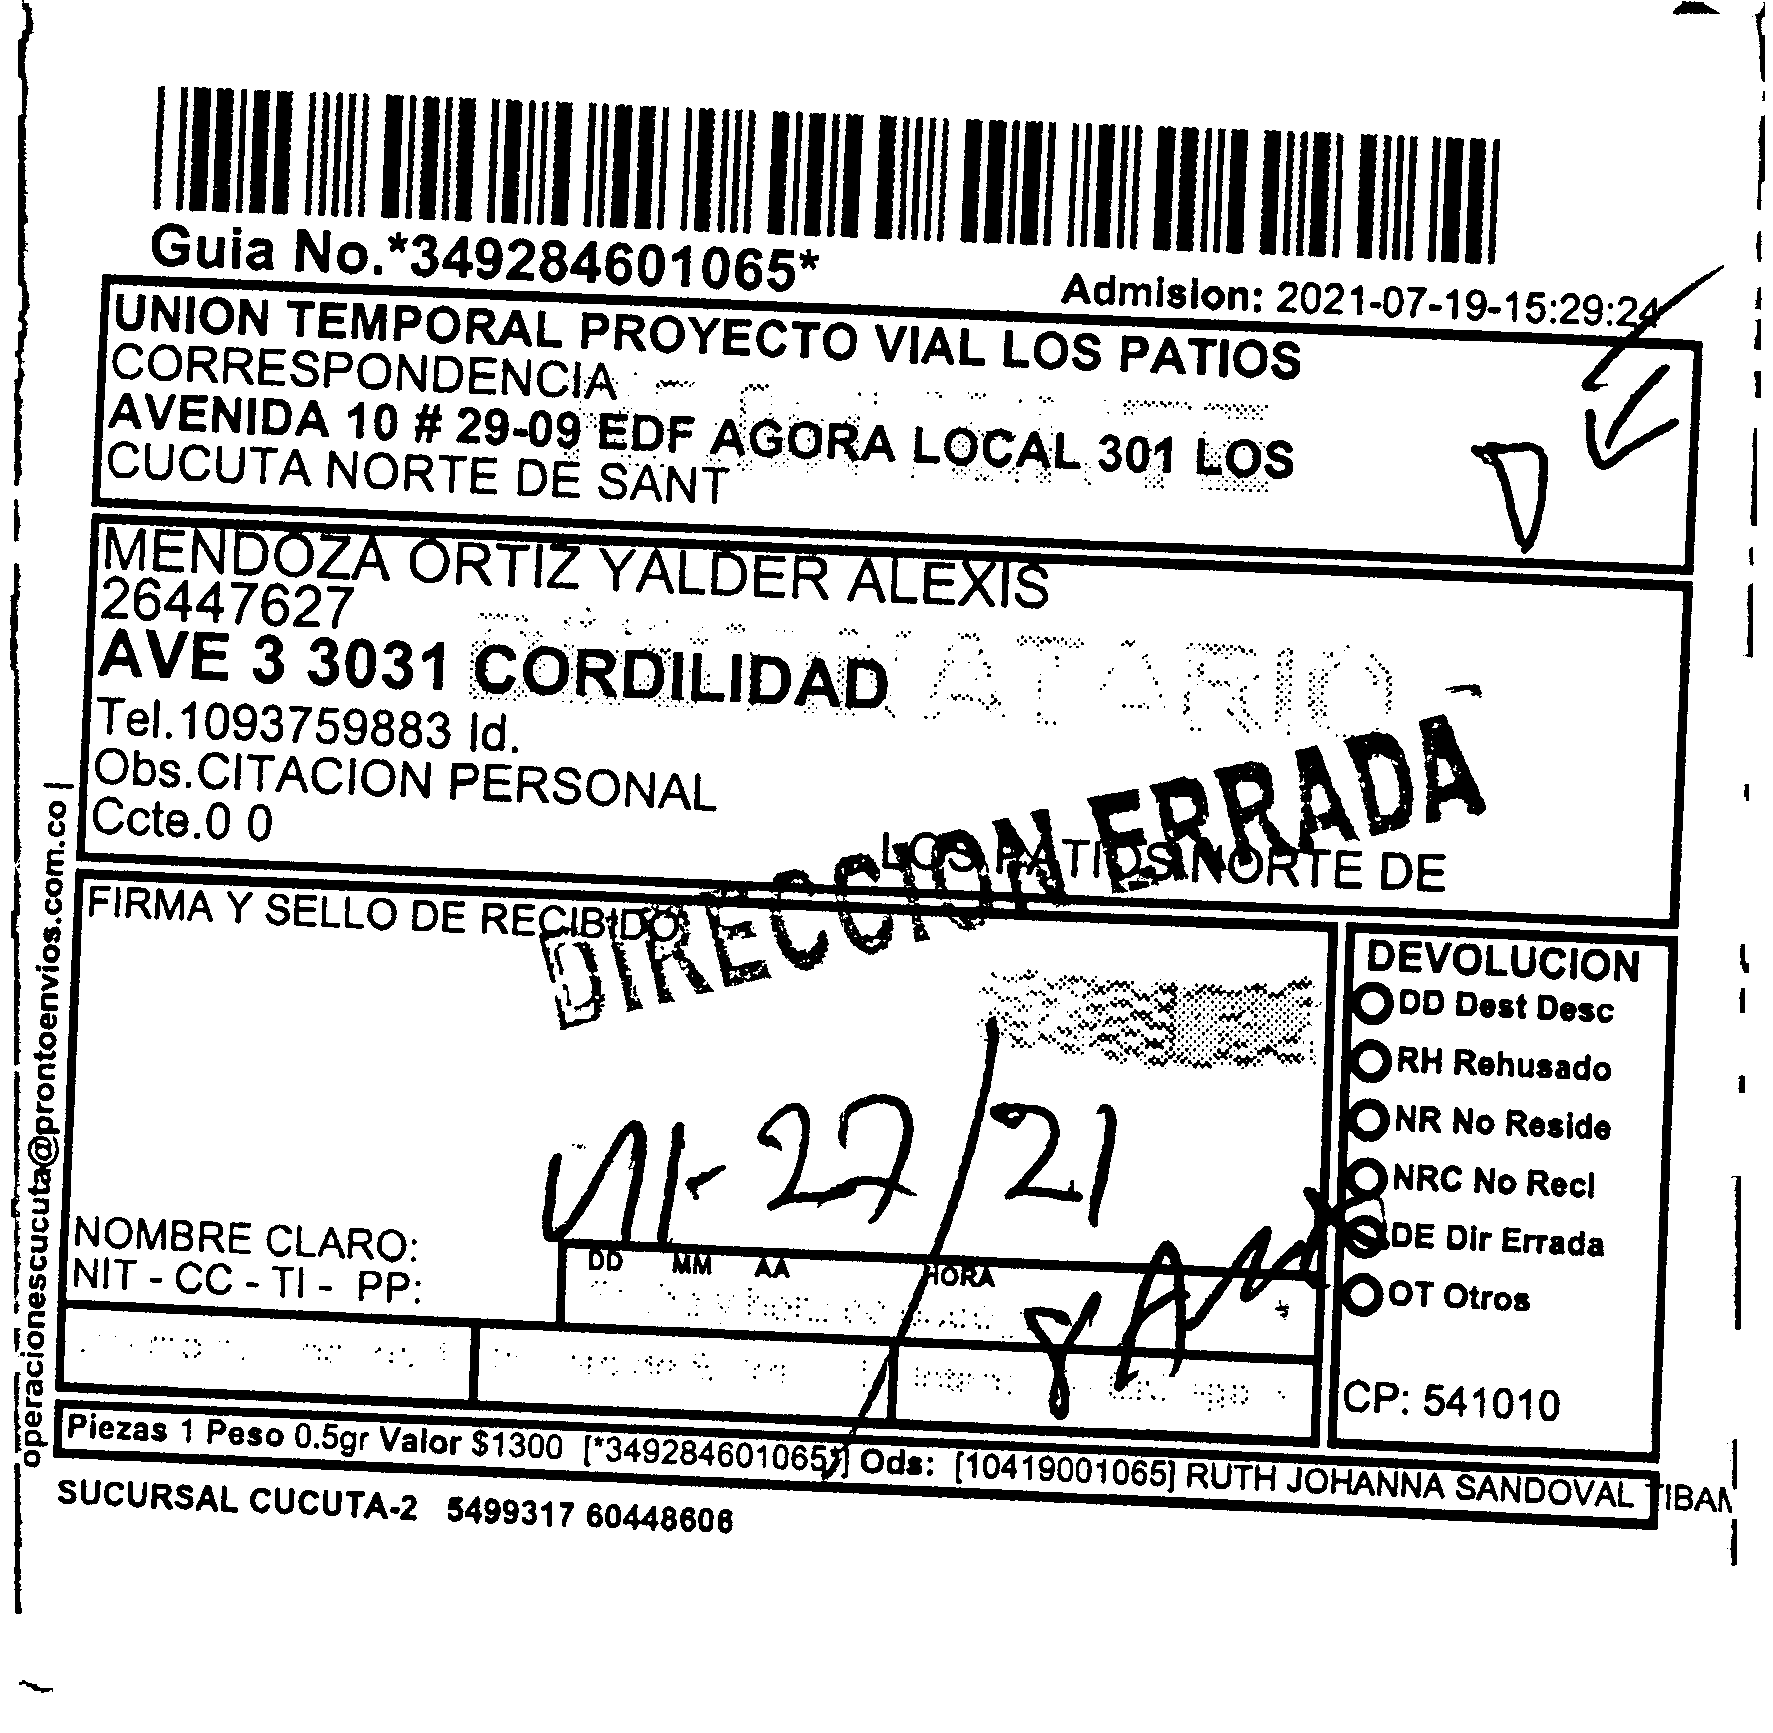 Guia No.*349284601065*
Admision: 2021-07-19-15:29:24
UNION TEMPORAL PROYECTO VIAL LOS PATIOS
CORRESPONDENCIA
AVENIDA 10 # 29-09 EDF AGORA LOCAL 301 LOS
CUCUTA NORTE DE SANT
MENDOZA ORTIZ YALDER ALEXIS
26447627
AVE 3 3031 CORDILIDAD
Tel.1093759883 Id.
Obs.CITACION PERSONAL
Ccte.0 0
LOS PATIOS NORTE DE
DIRECCION ERRADA
FIRMA Y SELLO DE RECIBIDO
22/21
NOMBRE CLARO:
NIT - CC - TI - PP:
DD MM AA HORA
DEVOLUCION
DD Dest Desc
RH Rehusado
NR No Reside
NRC No Recl
DE Dir Errada
OT Otros
CP: 541010
Piezas 1 Peso 0.5gr Valor $1300 [*349284601065*] Ods: [10419001065] RUTH JOHANNA SANDOVAL
SUCURSAL CUCUTA-2 5499317 60448606
operacionescucuta@prontoenvios.com.co |